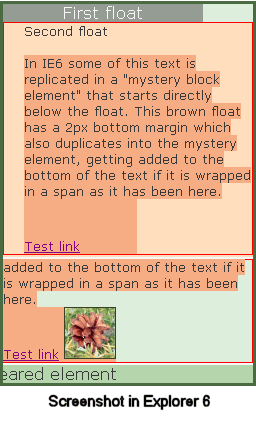 First float
Second float
In IE6 some of this text is
replicated in a "mystery block
element" that starts directly
below the float. This brown float
has a 2px bottom margin which
also duplicates into the mystery
element, getting added to the
bottom of the text if it is wrapped
in a span as it has been here.
Test link
added to the bottom of the text if it
is wrapped in a span as it has been
here.
Test link
eared element
Screenshot in Explorer 6